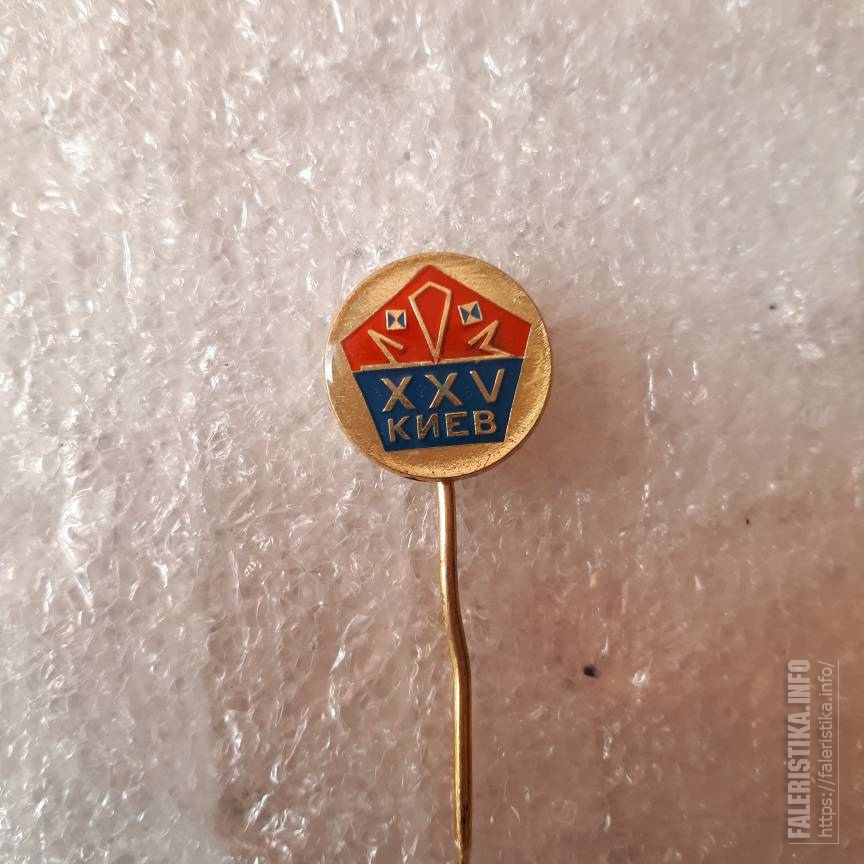 XXV
КИЕВ
FALERISTIKA.INFO
https://faleristika.info/